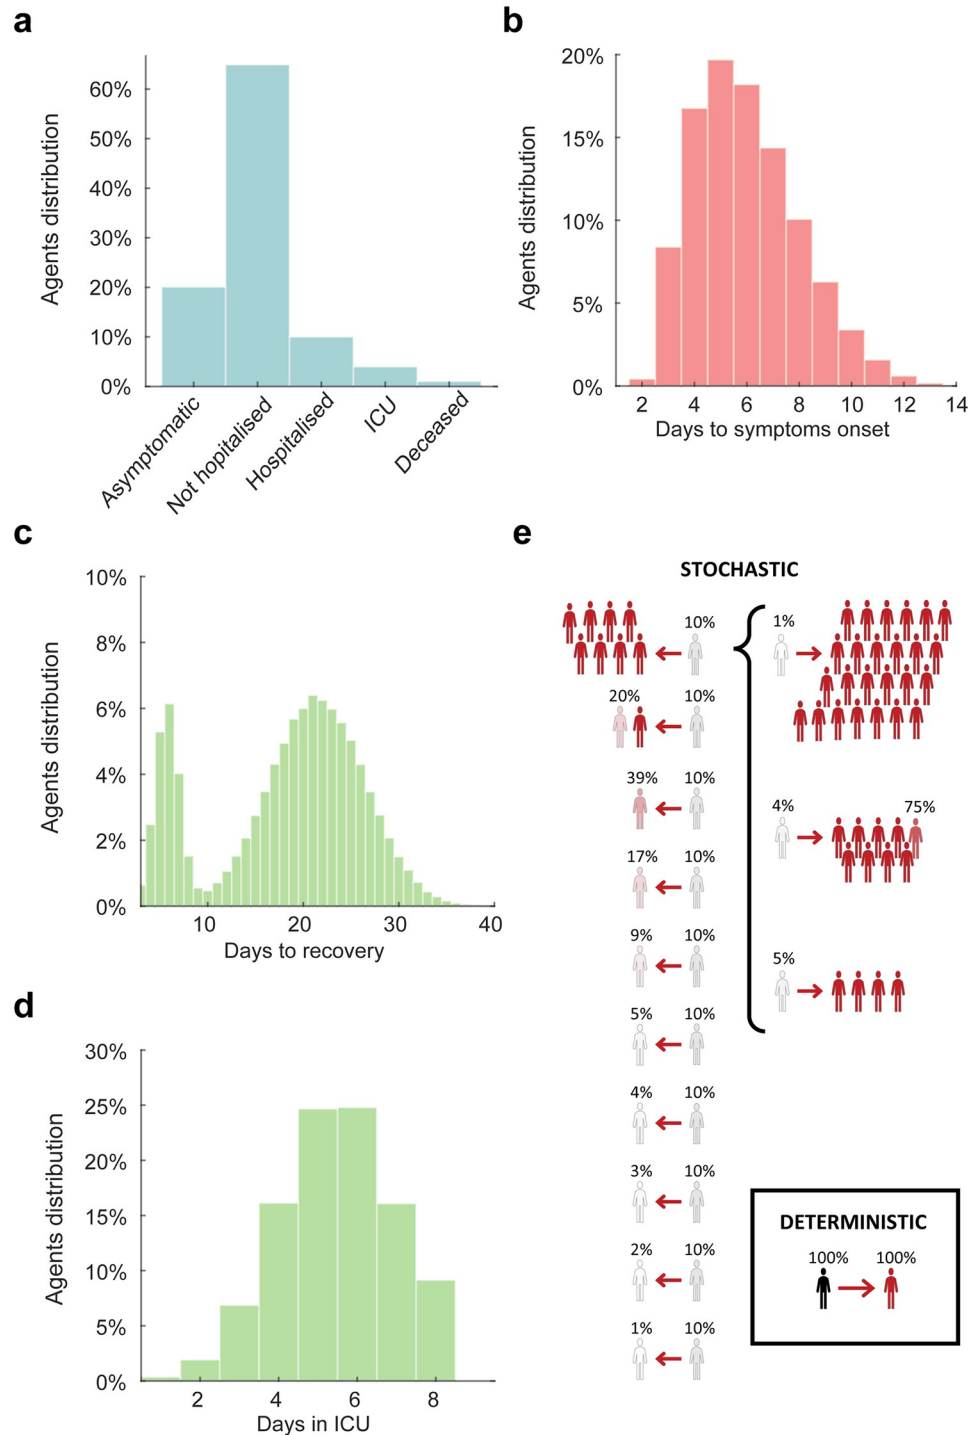 a
60%
50%
40%
30%
20%
10%
0%
Agents distribution
Asymptomatic
Not hopitalised
Hospitalised
ICU
Deceased
b
20%
15%
10%
5%
0%
Agents distribution
2 4 6 8 10 12 14
Days to symptoms onset
c
10%
8%
6%
4%
2%
0%
Agents distribution
10 20 30 40
Days to recovery
d
30%
25%
20%
15%
10%
5%
0%
Agents distribution
2 4 6 8
Days in ICU
e
STOCHASTIC
10%
20% 10%
39% 10%
17% 10%
9% 10%
5% 10%
4% 10%
3% 10%
2% 10%
1% 10%
1%
4% 75%
5%
DETERMINISTIC
100% 100%